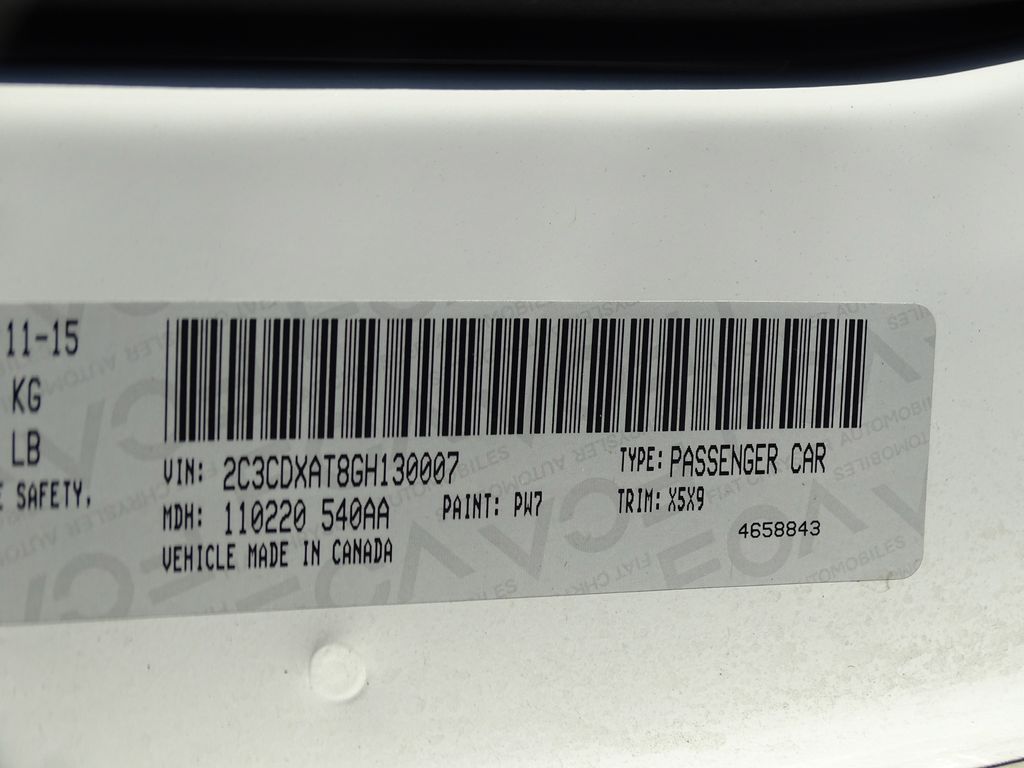 11-15
KG
LB
E SAFETY,
VIN: 2C3CDXAT8GH130007
TYPE: PASSENGER CAR
MDH: 110220 540AA
PAINT: PW7
TRIM: X5X9
VEHICLE MADE IN CANADA
4658843